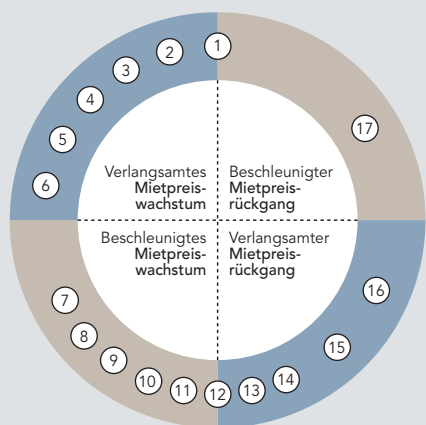 1
2
3
4
5
6
17
Verlangsamtes
Mietpreis-
wachstum
Beschleunigter
Mietpreis-
rückgang
Beschleunigtes
Mietpreis-
wachstum
Verlangsamter
Mietpreis-
rückgang
7
8
9
10
11
12
13
14
15
16